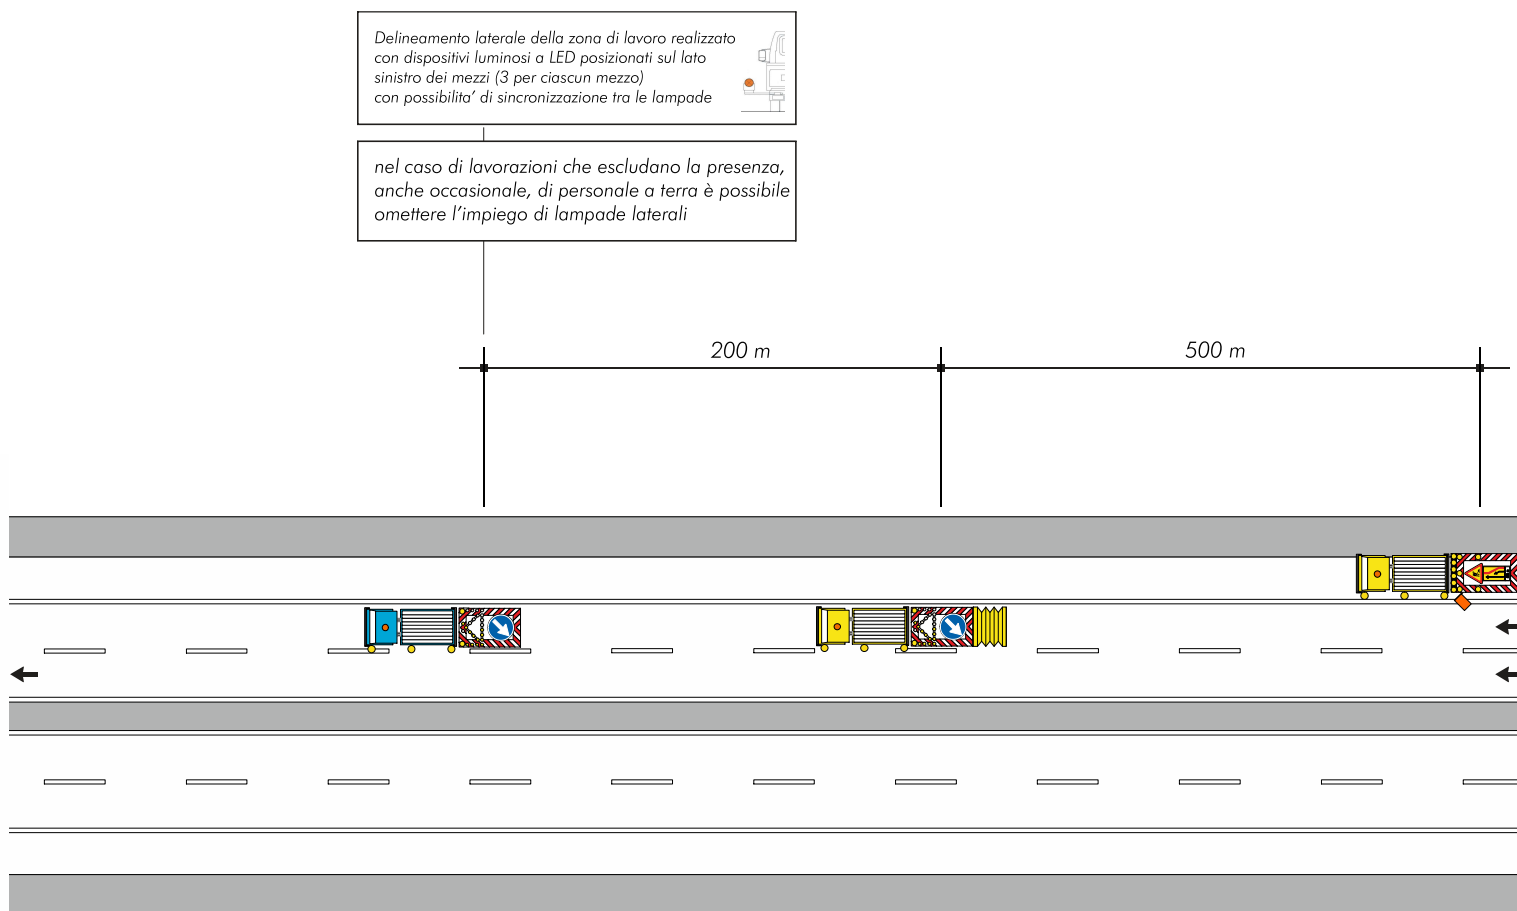 Delineamento laterale della zona di lavoro realizzato
con dispositivi luminosi a LED posizionati sul lato
sinistro dei mezzi (3 per ciascun mezzo)
con possibilita' di sincronizzazione tra le lampade
nel caso di lavorazioni che escludano la presenza,
anche occasionale, di personale a terra è possibile
omettere l'impiego di lampade laterali
200 m
500 m